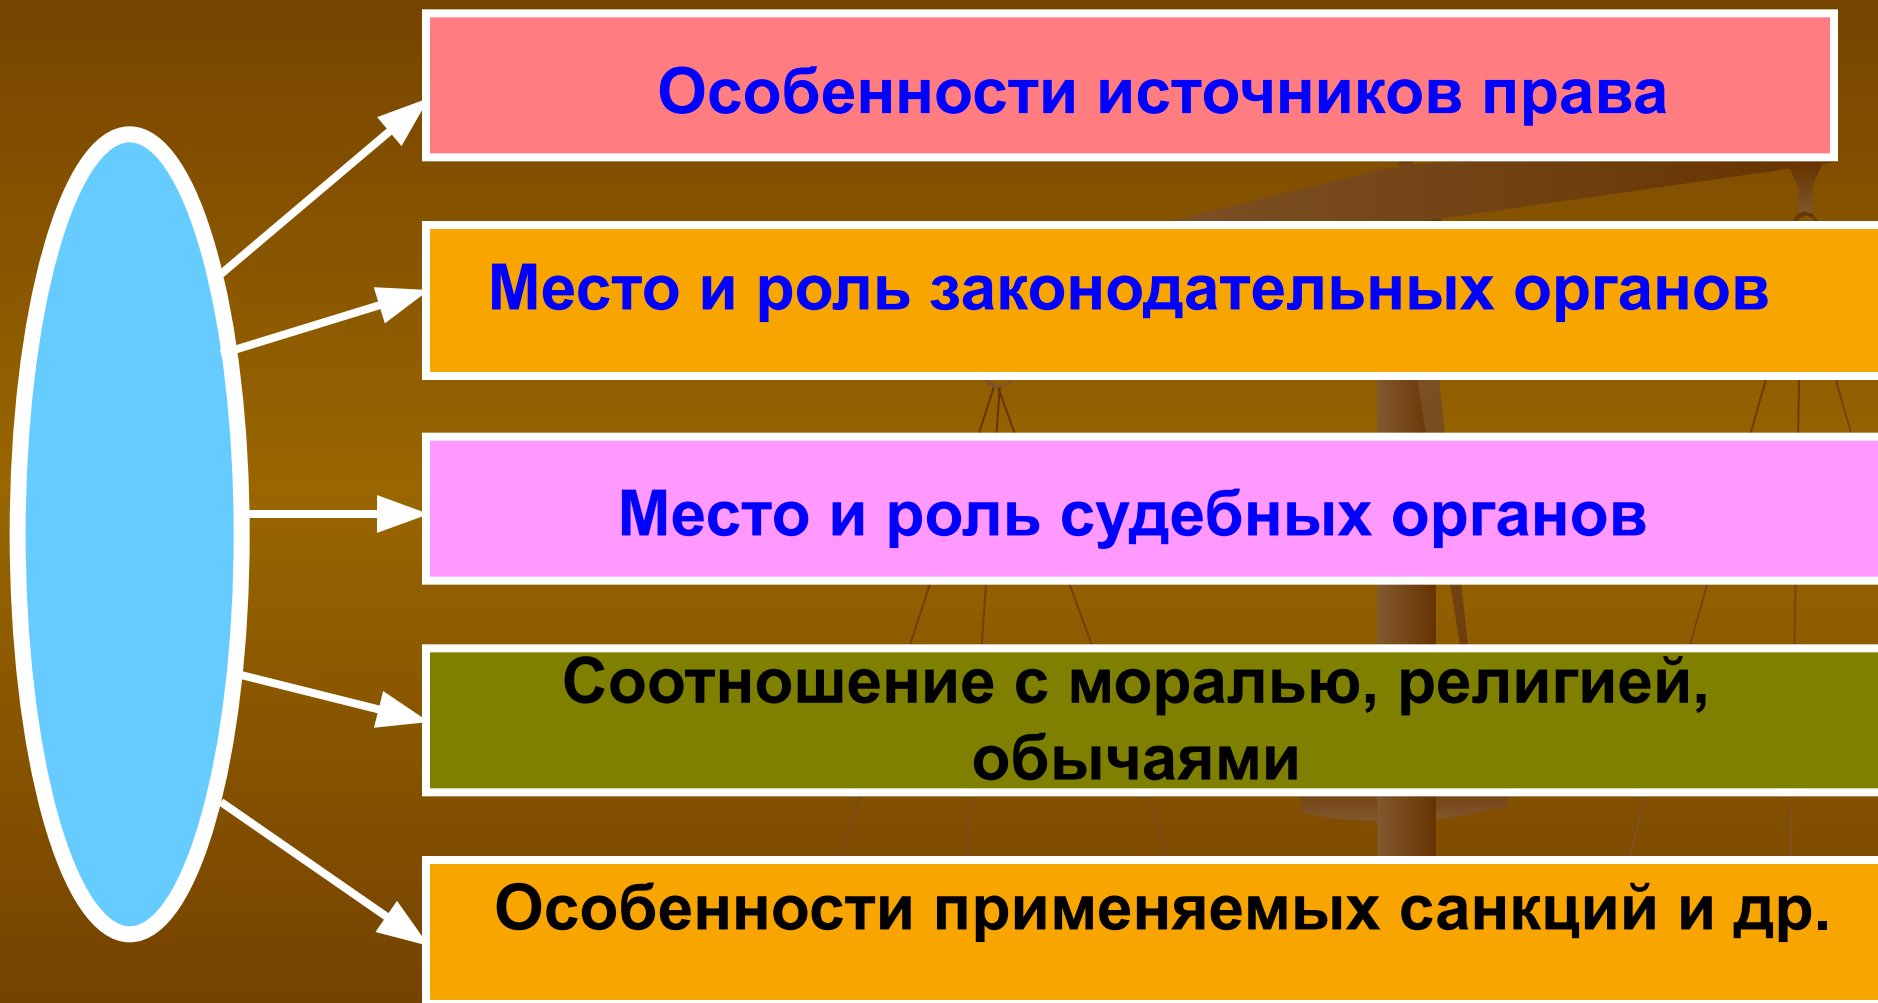 Особенности источников права
Место и роль законодательных органов
Место и роль судебных органов
Соотношение с моралью, религией,
обычаями
Особенности применяемых санкций и др.